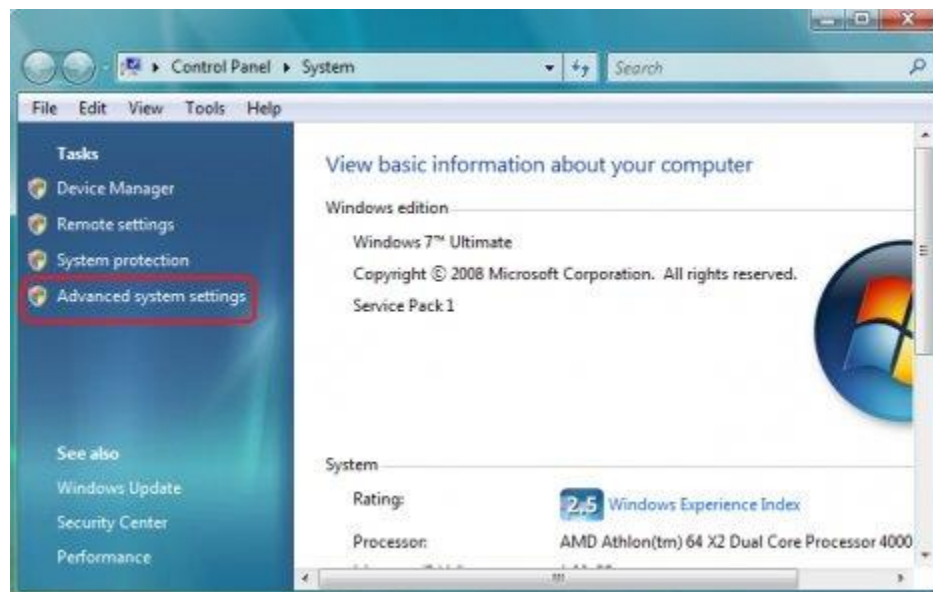 Control Panel System
Search
File Edit View Tools Help
Tasks
Device Manager
Remote settings
System protection
Advanced system settings
See also
Windows Update
Security Center
Performance
View basic information about your computer
Windows edition
Windows 7™ Ultimate
Copyright © 2008 Microsoft Corporation. All rights reserved.
Service Pack 1
System
Rating:
2,5 Windows Experience Index
Processor: AMD Athlon(tm) 64 X2 Dual Core Processor 4000